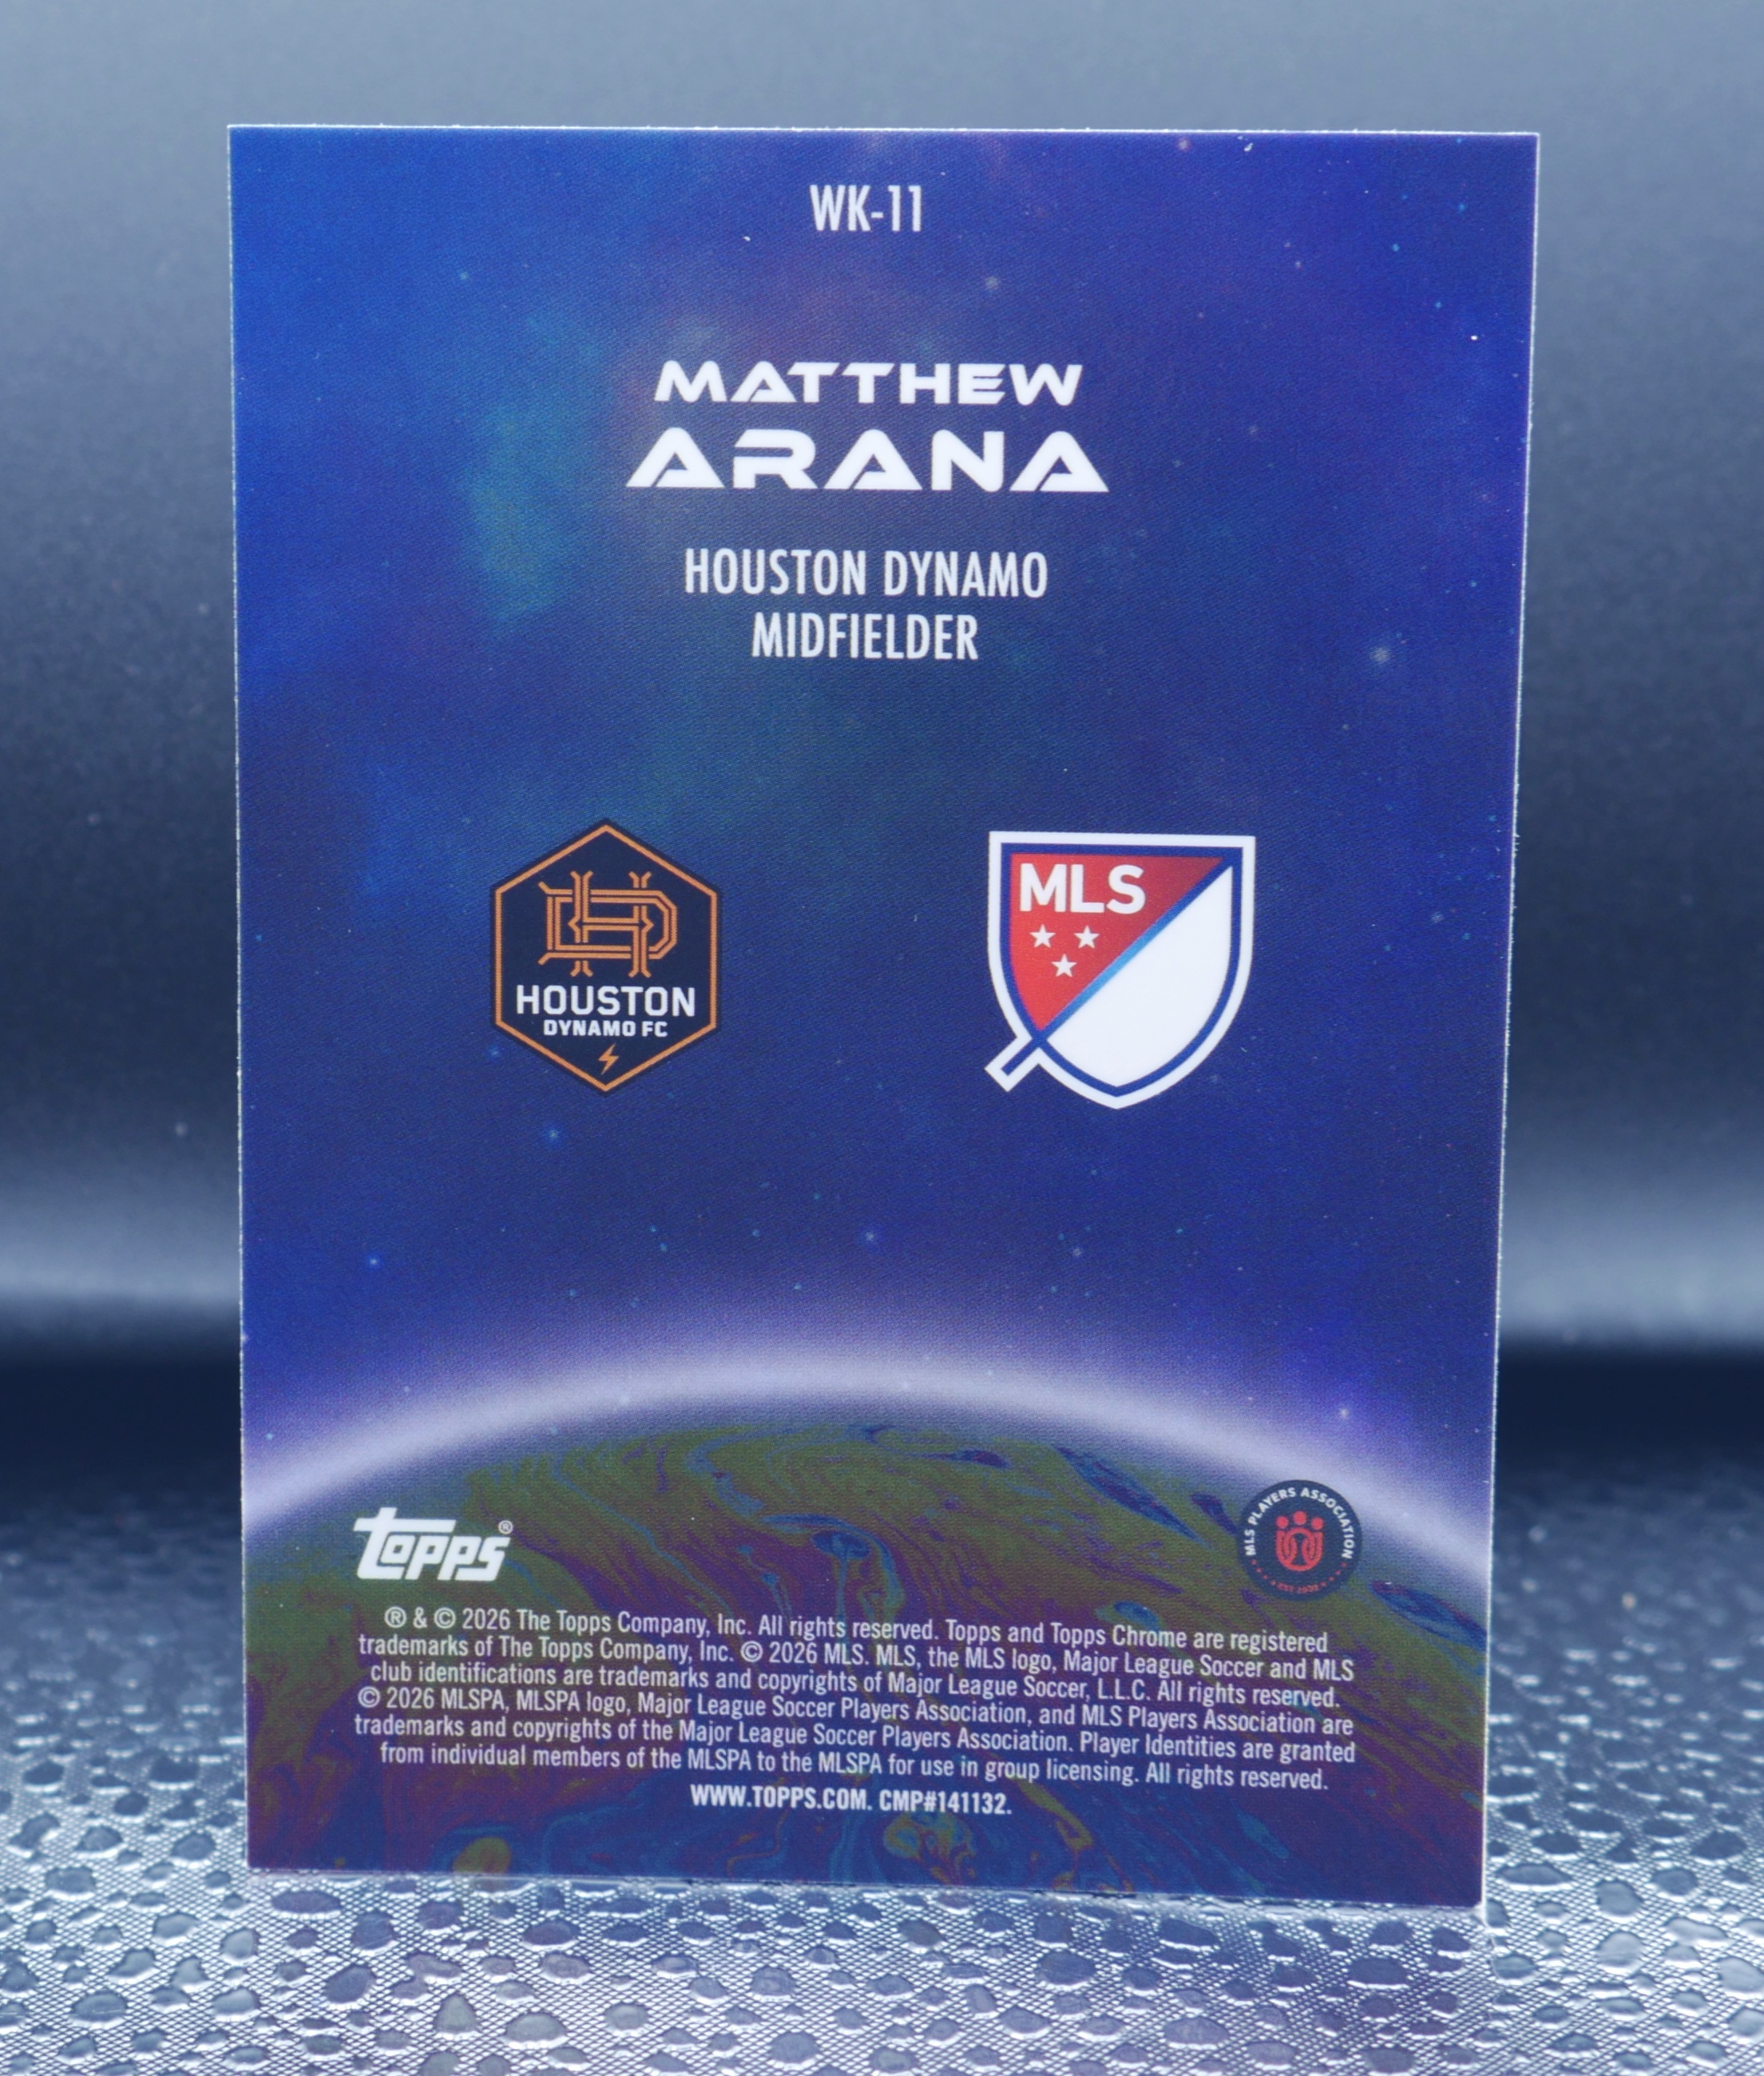 WK-11
MATTHEW
ARANA
HOUSTON DYNAMO
MIDFIELDER
HD
HOUSTON
DYNAMO FC
MLS
topps®
MLS PLAYERS ASSOCIATION
® & © 2026 The Topps Company, Inc. All rights reserved. Topps and Topps Chrome are registered
trademarks of The Topps Company, Inc. © 2026 MLS. MLS, the MLS logo, Major League Soccer and MLS
club identifications are trademarks and copyrights of Major League Soccer, L.L.C. All rights reserved.
© 2026 MLSPA, MLSPA logo, Major League Soccer Players Association, and MLS Players Association are
trademarks and copyrights of the Major League Soccer Players Association. Player Identities are granted
from individual members of the MLSPA to the MLSPA for use in group licensing. All rights reserved.
WWW.TOPPS.COM. CMP#141132.